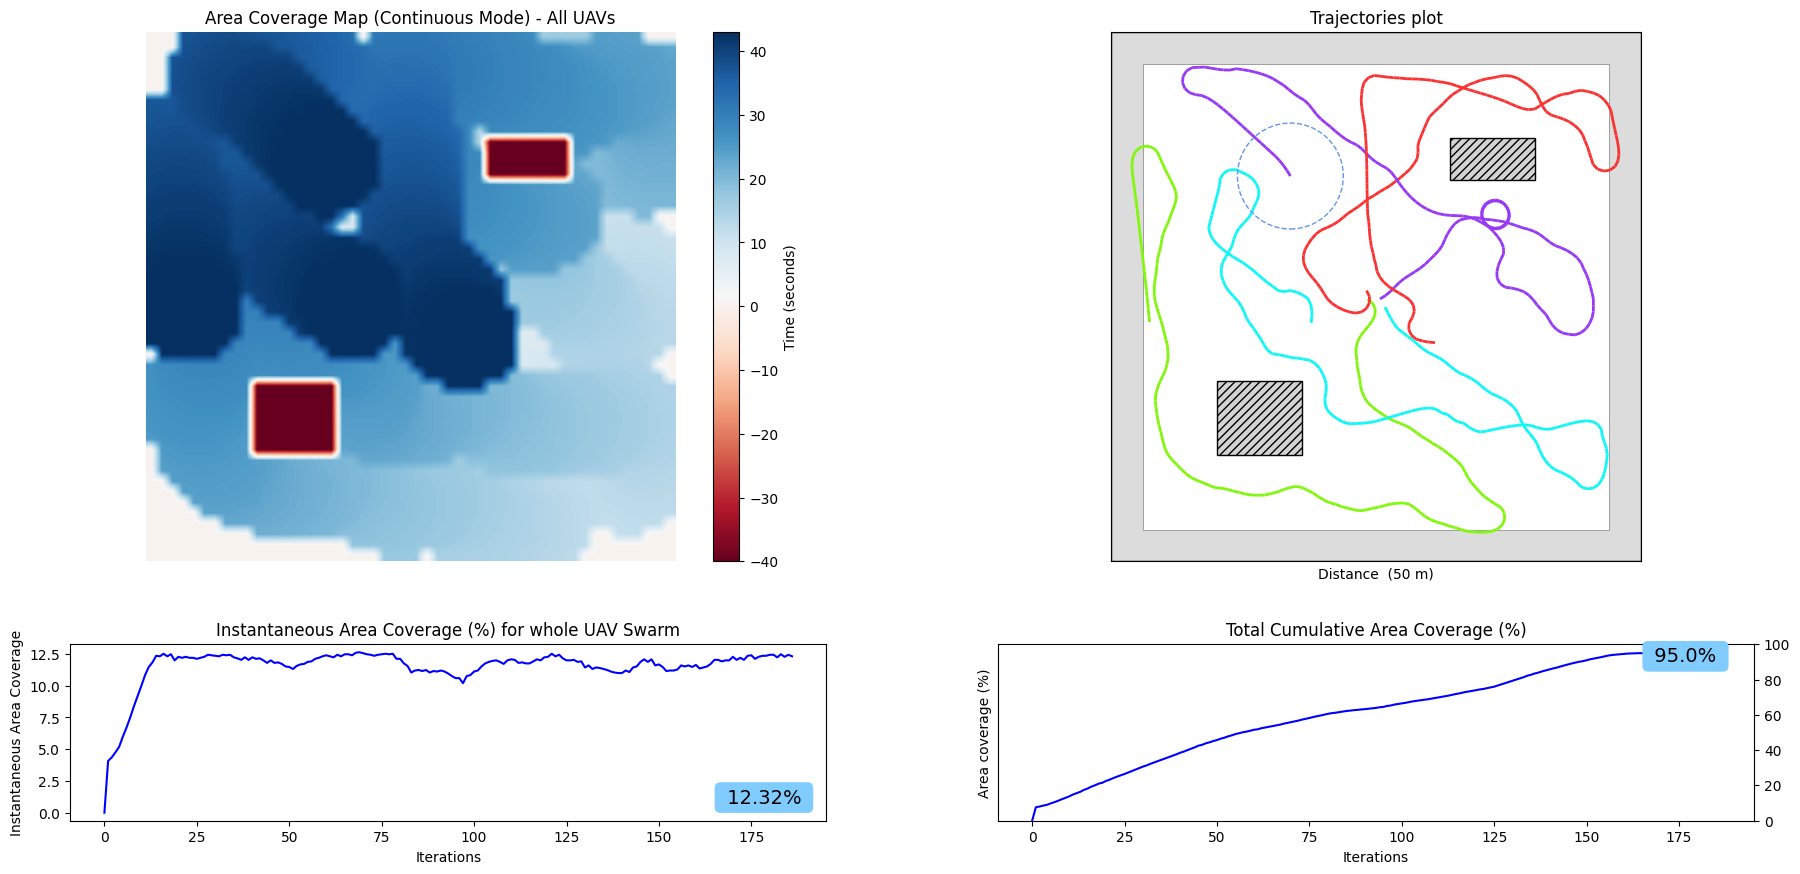 Area Coverage Map (Continuous Mode) - All UAVs
40
30
20
10
0
−10
−20
−30
−40
Time (seconds)
Trajectories plot
Distance  (50 m)
Instantaneous Area Coverage (%) for whole UAV Swarm
Instantaneous Area Coverage
12.5
10.0
7.5
5.0
2.5
0.0
12.32%
0 25 50 75 100 125 150 175
Iterations
Total Cumulative Area Coverage (%)
Area coverage (%)
95.0%
100
80
60
40
20
0
0 25 50 75 100 125 150 175
Iterations